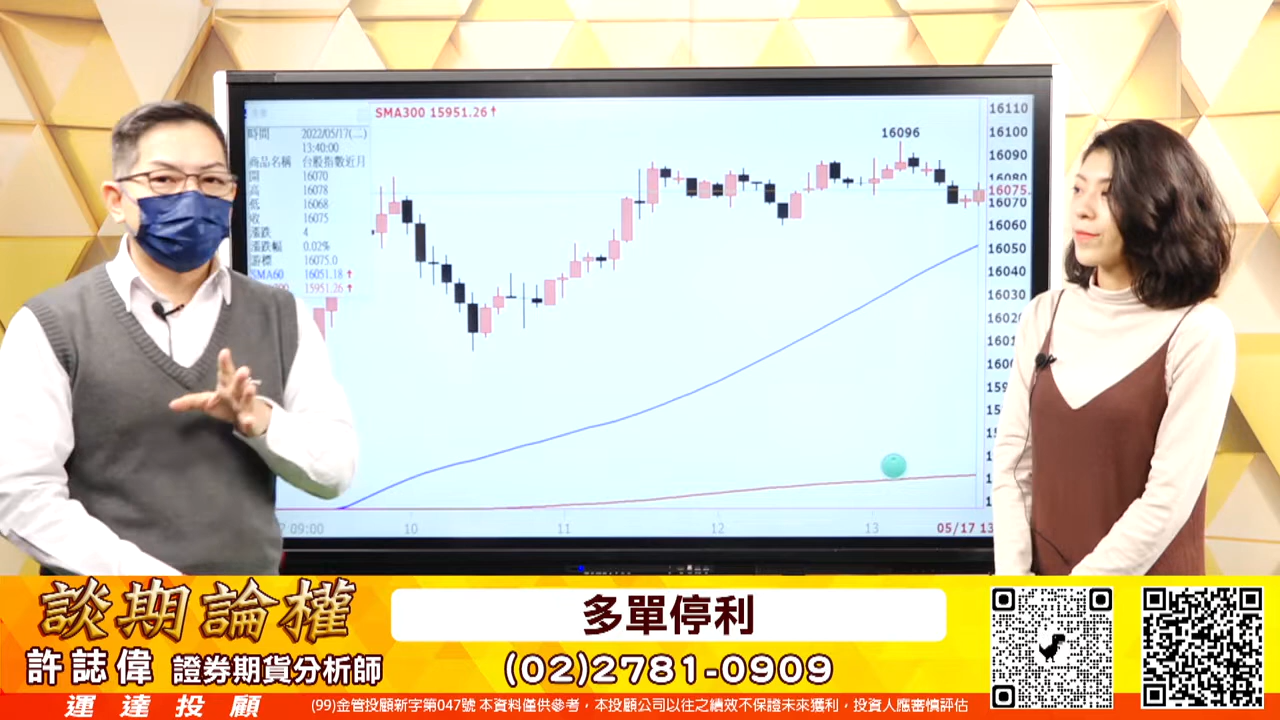 SMA300 15951.26↑
時間 2022/05/17(二)
13:40:00
商品名稱 台股指數近月
開 16070
高 16078
低 16068
收 16075
漲跌 4
漲跌幅 0.02%
游標 16075.0
SMA60 16051.18↑
15951.26↑
16096
16110
16100
16090
16080
16075.
16070
16060
16050
16040
16030
09:00 10 11 12 13 05/17 13
談期論權
許誌偉 證券期貨分析師
多單停利
(02)2781-0909
運達投顧
(99)金管投顧新字第047號 本資料僅供參考，本投顧公司以往之績效不保證未來獲利，投資人應審慎評估